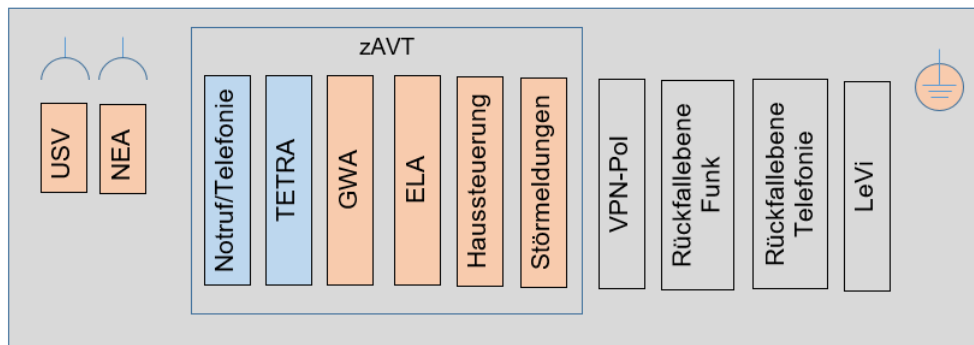 zAVT
USV
NEA
Notruf/Telefonie
TETRA
GWA
ELA
Haussteuerung
Störmeldungen
VPN-Pol
Rückfallebene
Funk
Rückfallebene
Telefonie
LeVi